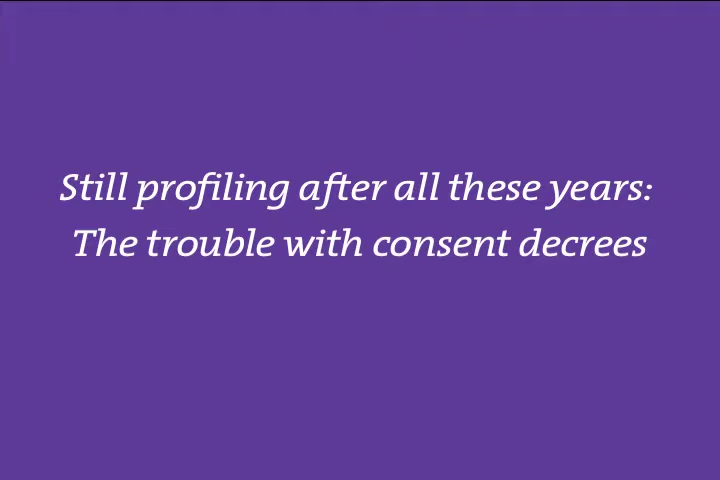 Still profiling after all these years:
The trouble with consent decrees